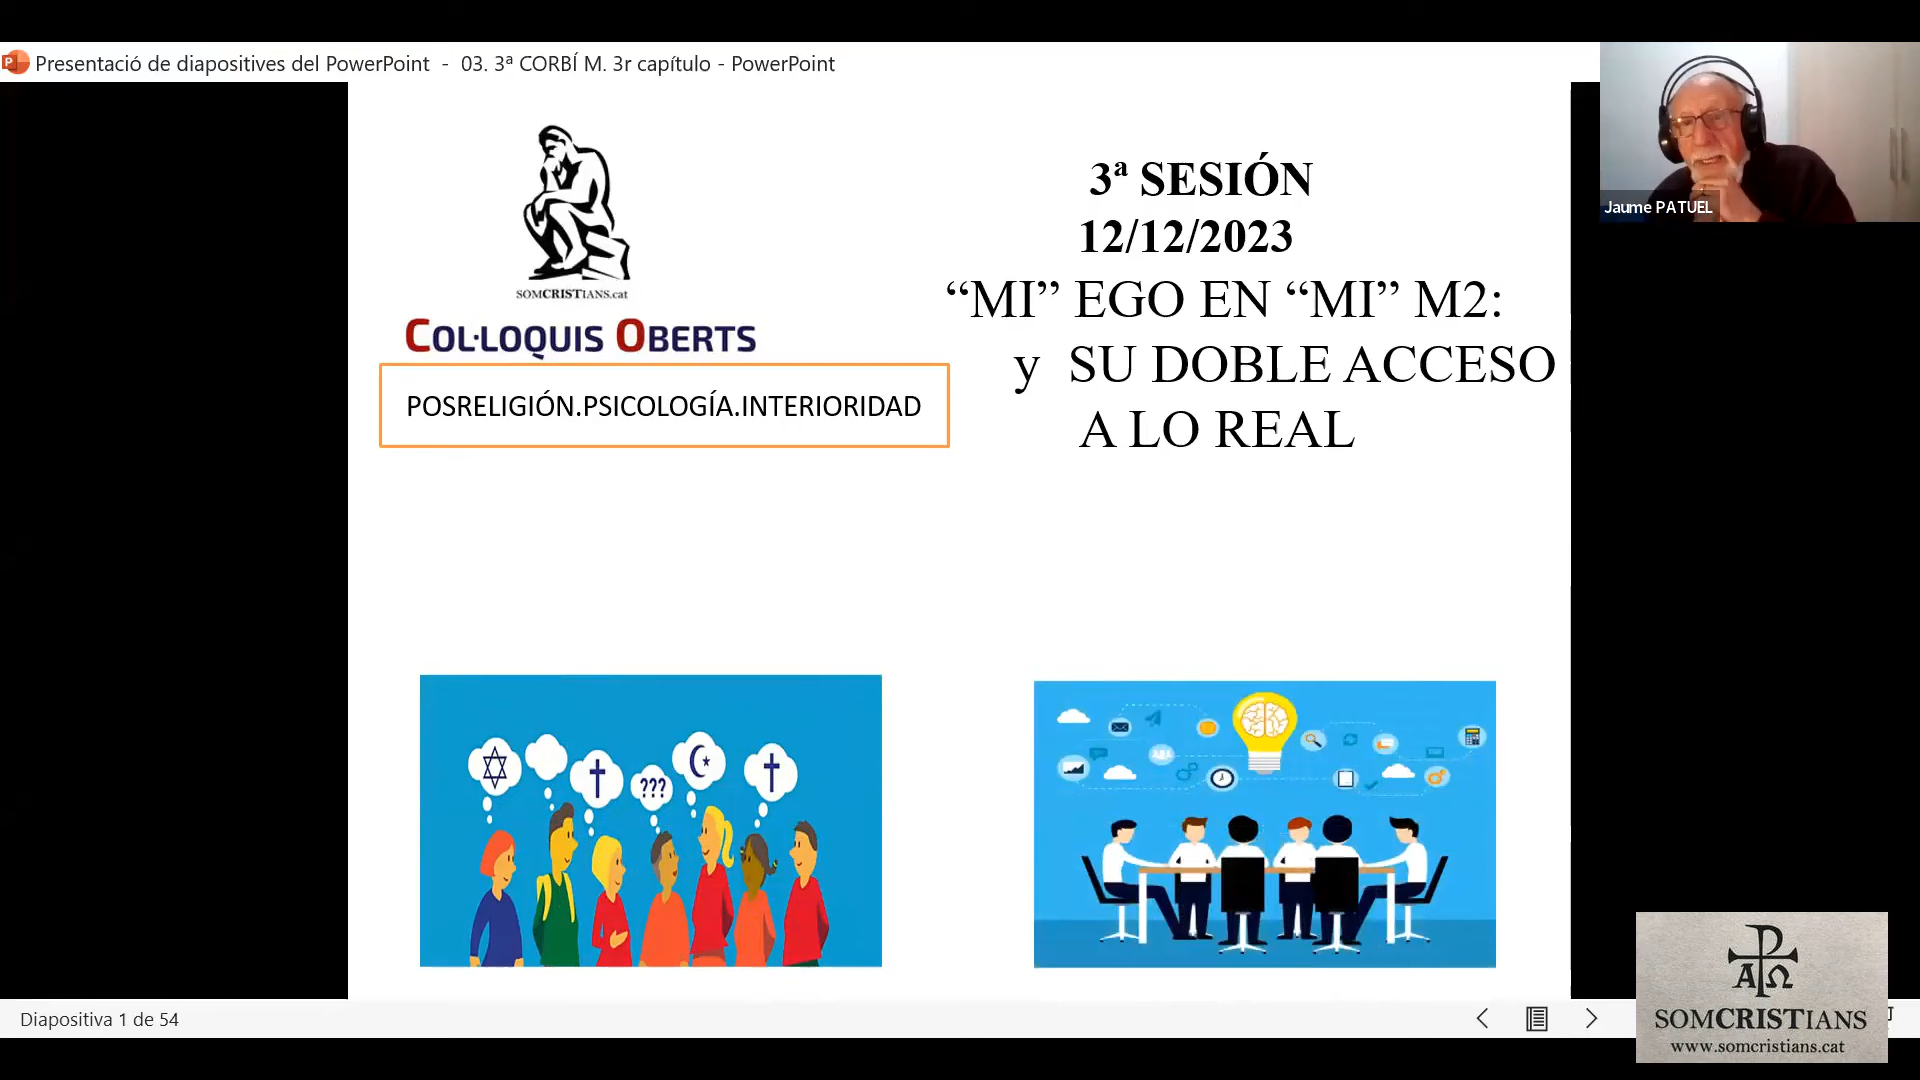 Presentació de diapositives del PowerPoint - 03. 3ª CORBÍ M. 3r capítulo - PowerPoint
Jaume PATUEL
SOMCRISTIANS.cat
COL·LOQUIS OBERTS
POSRELIGIÓN.PSICOLOGÍA.INTERIORIDAD
3ª SESIÓN
12/12/2023
“MI” EGO EN “MI” M2:
y SU DOBLE ACCESO
A LO REAL
???
Diapositiva 1 de 54
A Ω
SOMCRISTIANS
www.somcristians.cat